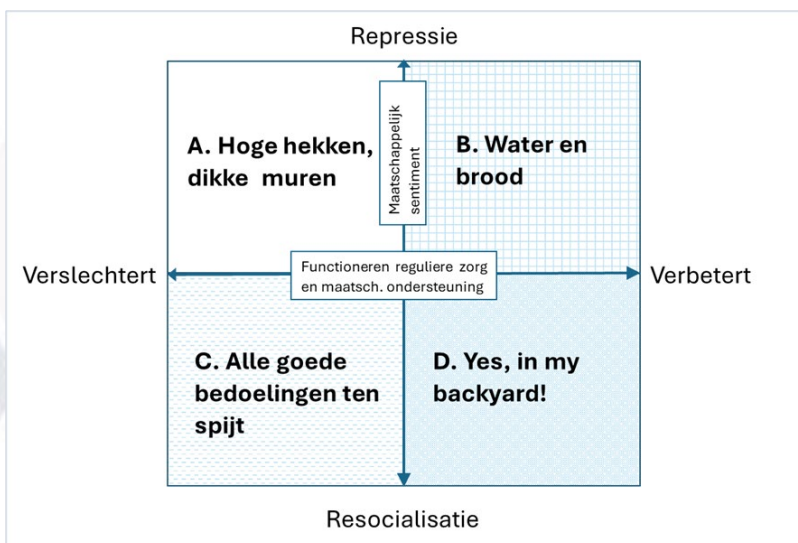 Repressie
Maatschappelijk
sentiment
A. Hoge hekken,
dikke muren
B. Water en
brood
Verslechtert
Functioneren reguliere zorg
en maatsch. ondersteuning
Verbetert
C. Alle goede
bedoelingen ten
spijt
D. Yes, in my
backyard!
Resocialisatie